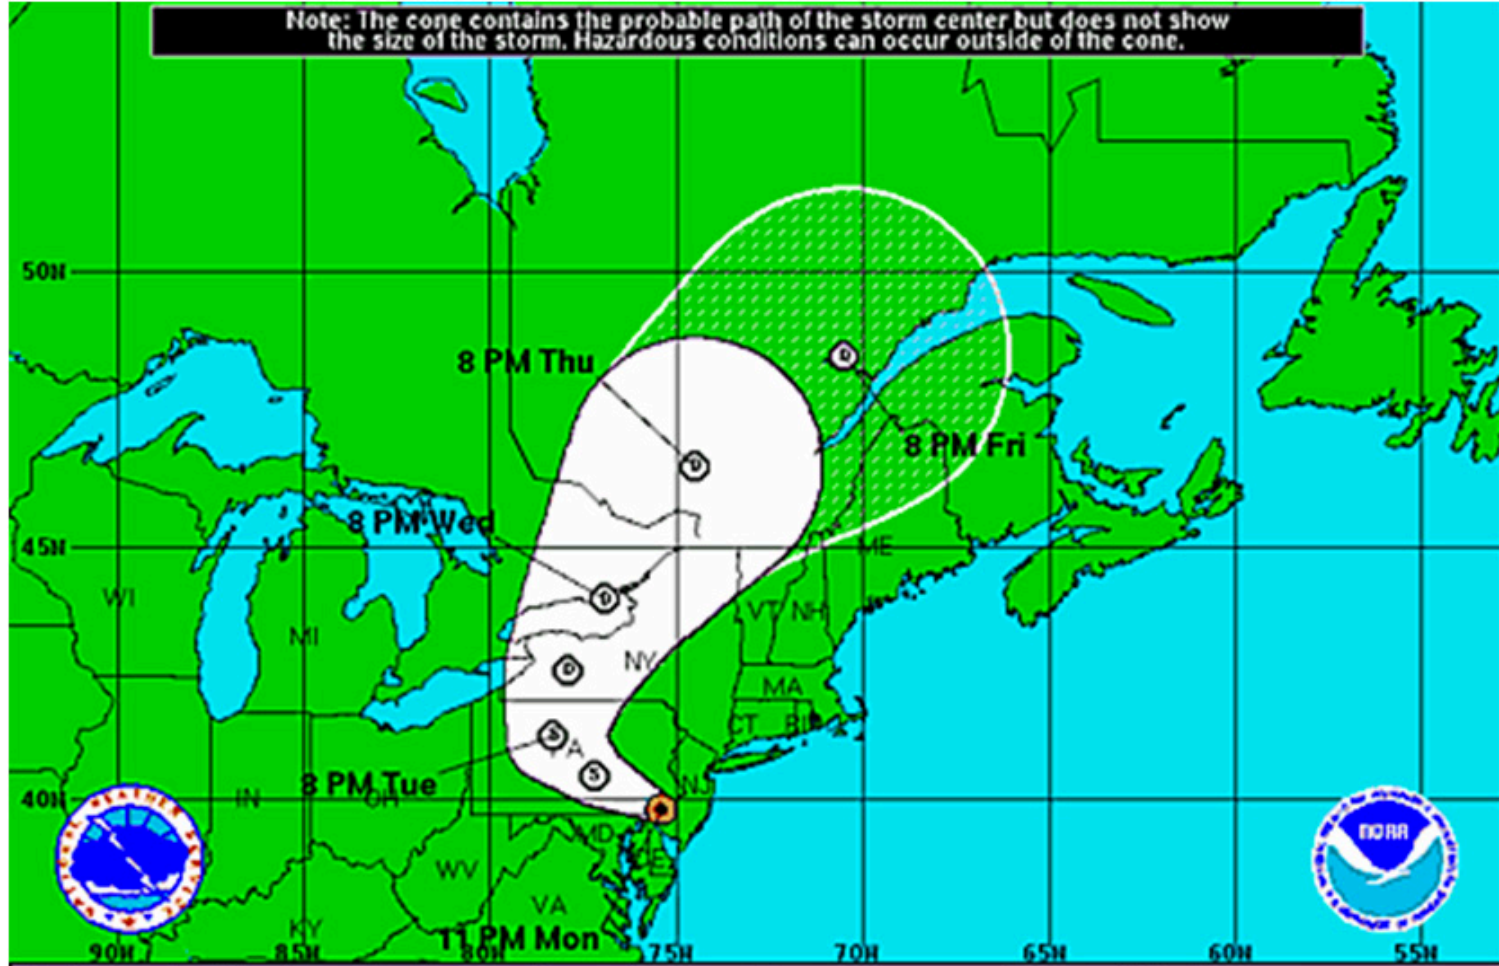 Note: The cone contains the probable path of the storm center but does not show
the size of the storm. Hazardous conditions can occur outside of the cone.
50N
8 PM Thu
D
D
8 PM Fri
8 PM Wed
45N
ME
WI
D
VT NH
MI
NY
D
MA
CT RI
S
PA
S
8 PM Tue
NJ
40N
IN
OH
NOAA
MD
DE
WV
VA
KY
11 PM Mon
90W 85W 80W 75W 70W 65W 60W 55W